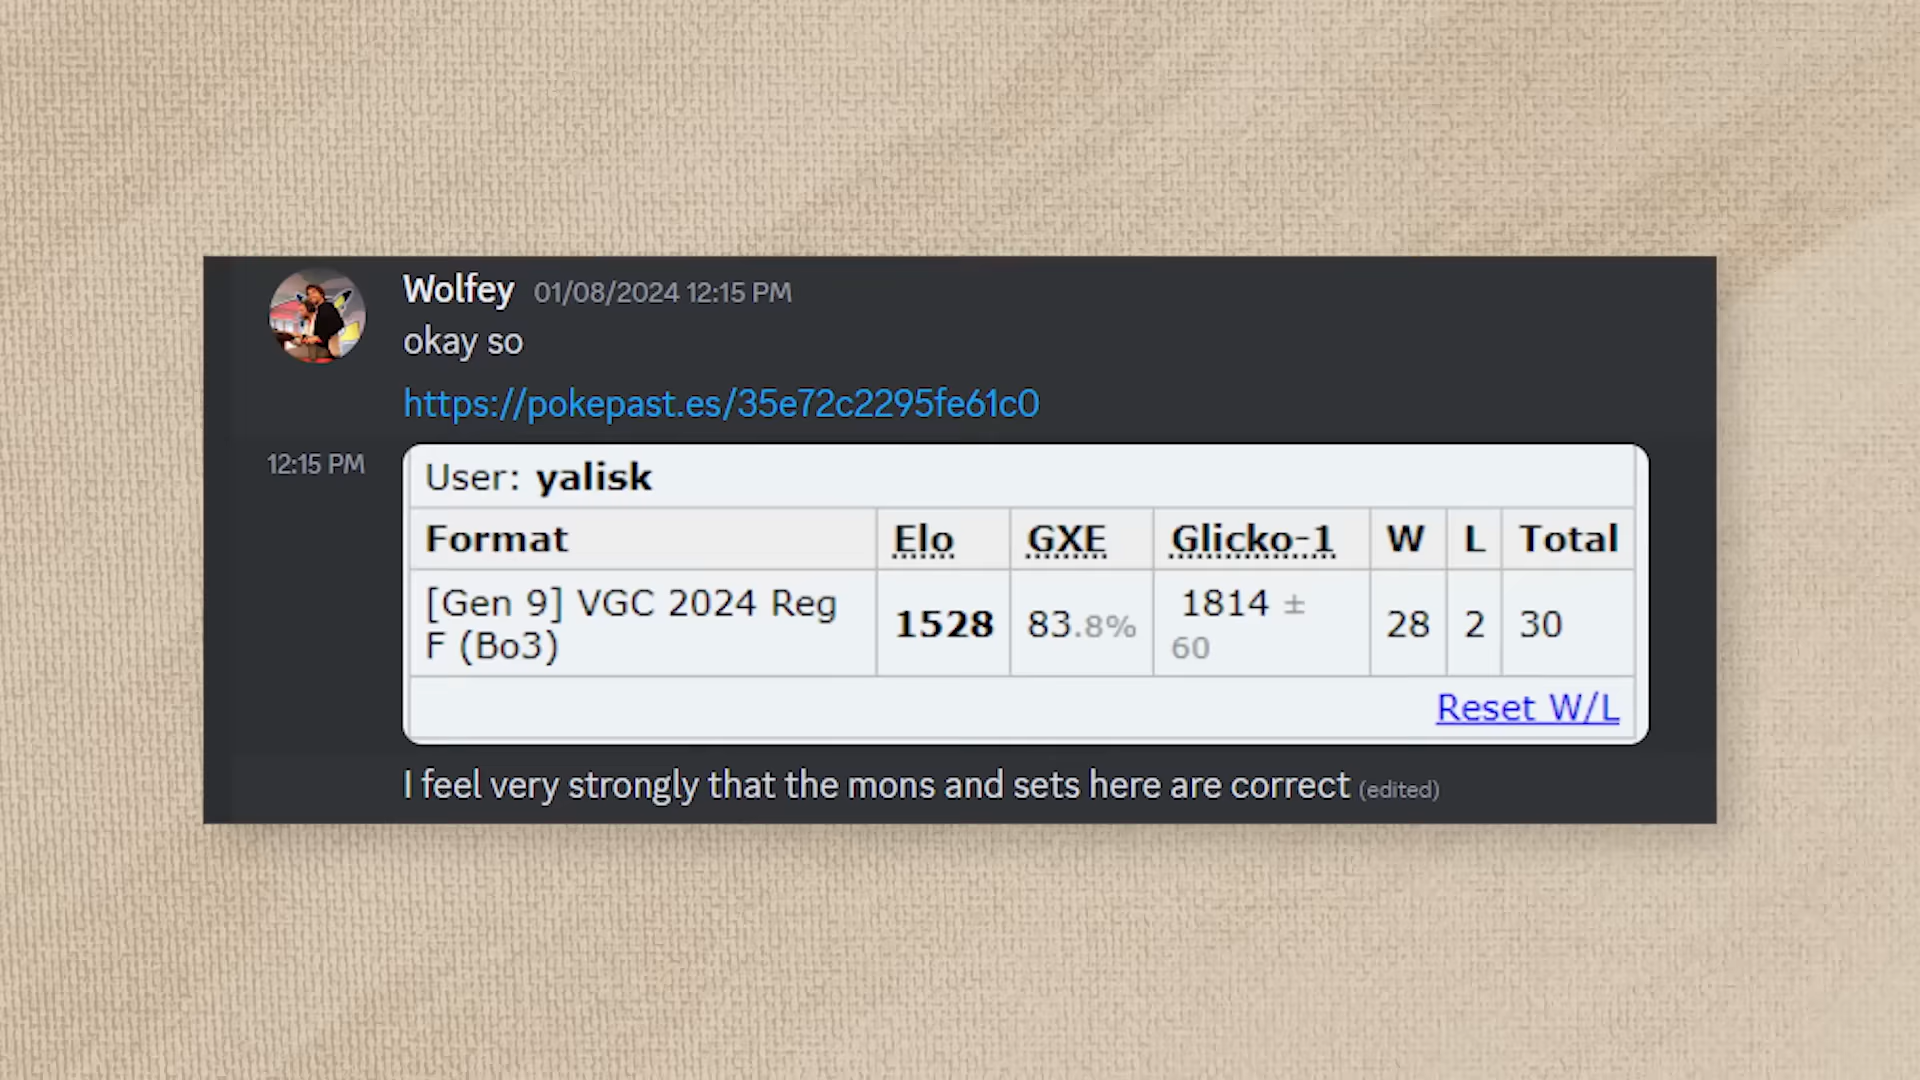 Wolfey 01/08/2024 12:15 PM
okay so
https://pokepast.es/35e72c2295fe61c0
12:15 PM
User: yalisk
Format Elo GXE Glicko-1 W L Total
[Gen 9] VGC 2024 Reg F (Bo3) 1528 83.8% 1814 ± 60 28 2 30
Reset W/L
I feel very strongly that the mons and sets here are correct (edited)